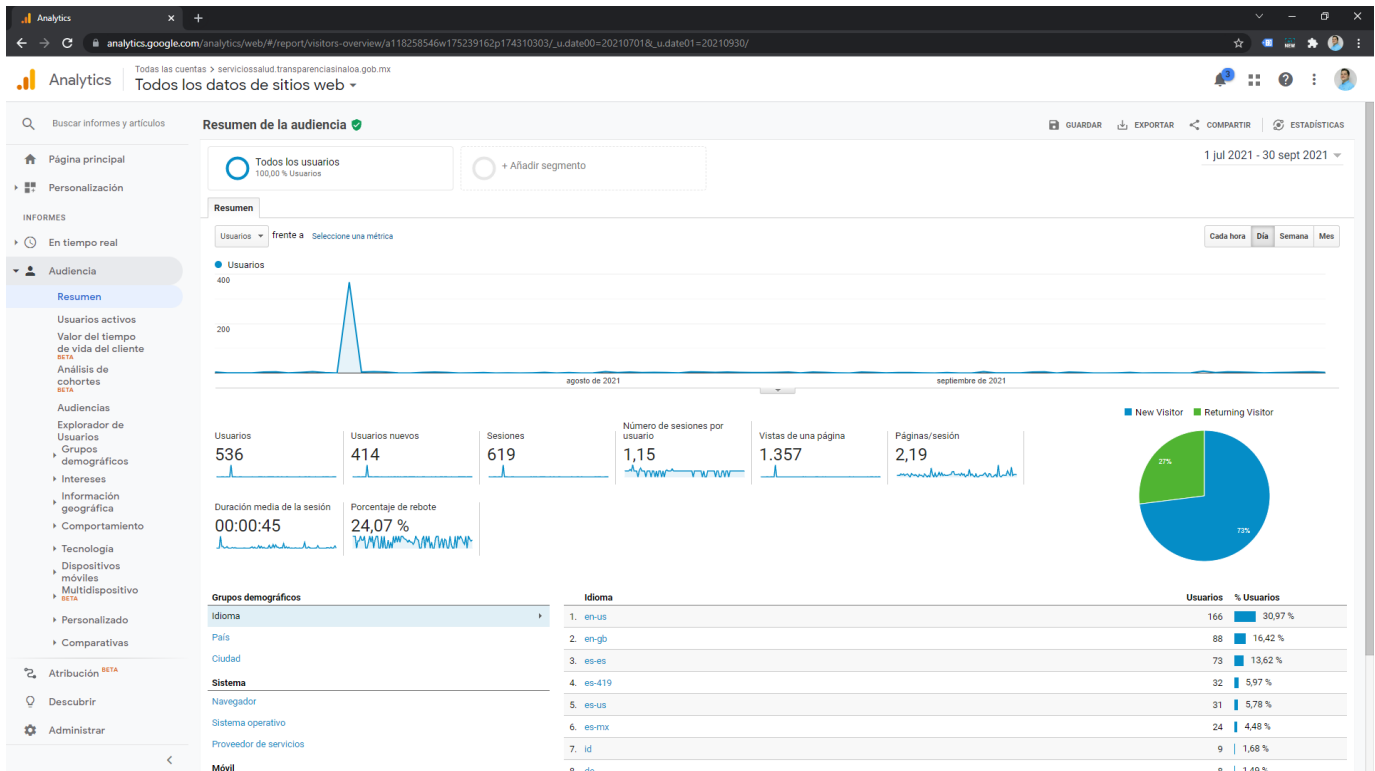 Analytics
analytics.google.com/analytics/web/#/report/visitors-overview/a118258546w175239162p174310303/_u.date00=20210701&_u.date01=20210930/
NEW
Analytics
Todas las cuentas > serviciossalud.transparenciasinaloa.gob.mx
Todos los datos de sitios web
3
Buscar informes y artículos
Página principal
Personalización
INFORMES
En tiempo real
Audiencia
Resumen
Usuarios activos
Valor del tiempo
de vida del cliente
BETA
Análisis de
cohortes
BETA
Audiencias
Explorador de
Usuarios
Grupos
demográficos
Intereses
Información
geográfica
Comportamiento
Tecnología
Dispositivos
móviles
Multidispositivo
BETA
Personalizado
Comparativas
Atribución BETA
Descubrir
Administrar
Resumen de la audiencia
GUARDAR EXPORTAR COMPARTIR ESTADÍSTICAS
Todos los usuarios
100,00 % Usuarios
+ Añadir segmento
1 jul 2021 - 30 sept 2021
Resumen
Usuarios frente a Seleccione una métrica
Cada hora Día Semana Mes
Usuarios
400
200
agosto de 2021 septiembre de 2021
New Visitor Returning Visitor
27%
73%
Usuarios
536
Usuarios nuevos
414
Sesiones
619
Número de sesiones por
usuario
1,15
Vistas de una página
1.357
Páginas/sesión
2,19
Duración media de la sesión
00:00:45
Porcentaje de rebote
24,07 %
Grupos demográficos
Idioma
País
Ciudad
Sistema
Navegador
Sistema operativo
Proveedor de servicios
Móvil
Idioma Usuarios % Usuarios
1. en-us 166 30,97 %
2. en-gb 88 16,42 %
3. es-es 73 13,62 %
4. es-419 32 5,97 %
5. es-us 31 5,78 %
6. es-mx 24 4,48 %
7. id 9 1,68 %
8. de 8 1,49 %